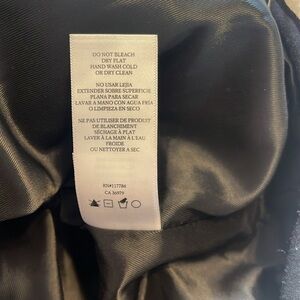 DO NOT BLEACH
DRY FLAT
HAND WASH COLD
OR DRY CLEAN
NO USAR LEJIA
EXTENDER SOBRE SUPERFICIE
PLANA PARA SECAR
LAVAR A MANO CON AGUA FRIA
O LIMPIEZA EN SECO
NE PAS UTILISER DE PRODUIT
DE BLANCHIMENT
SÉCHAGE À PLAT
LAVER À LA MAIN À L'EAU
FROIDE
OU NETTOYER A SEC
RN#117786
CA 36979